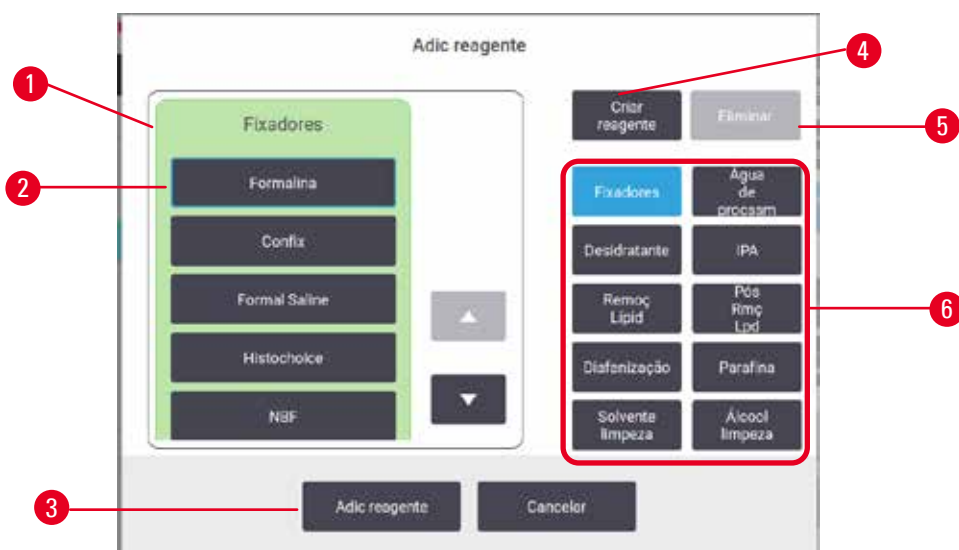 Adic reagente
4
1
Criar
reagente
Eliminar
5
Fixadores
2
Formalina
Confix
Formal Saline
Histochoice
NBF
Fixadores
Água
de
procssm
Desidratante
IPA
Remoç
Lipid
Pós
Rmç
Lpd
6
Diafanização
Parafina
Solvente
limpeza
Álcool
limpeza
3
Adic reagente
Cancelar